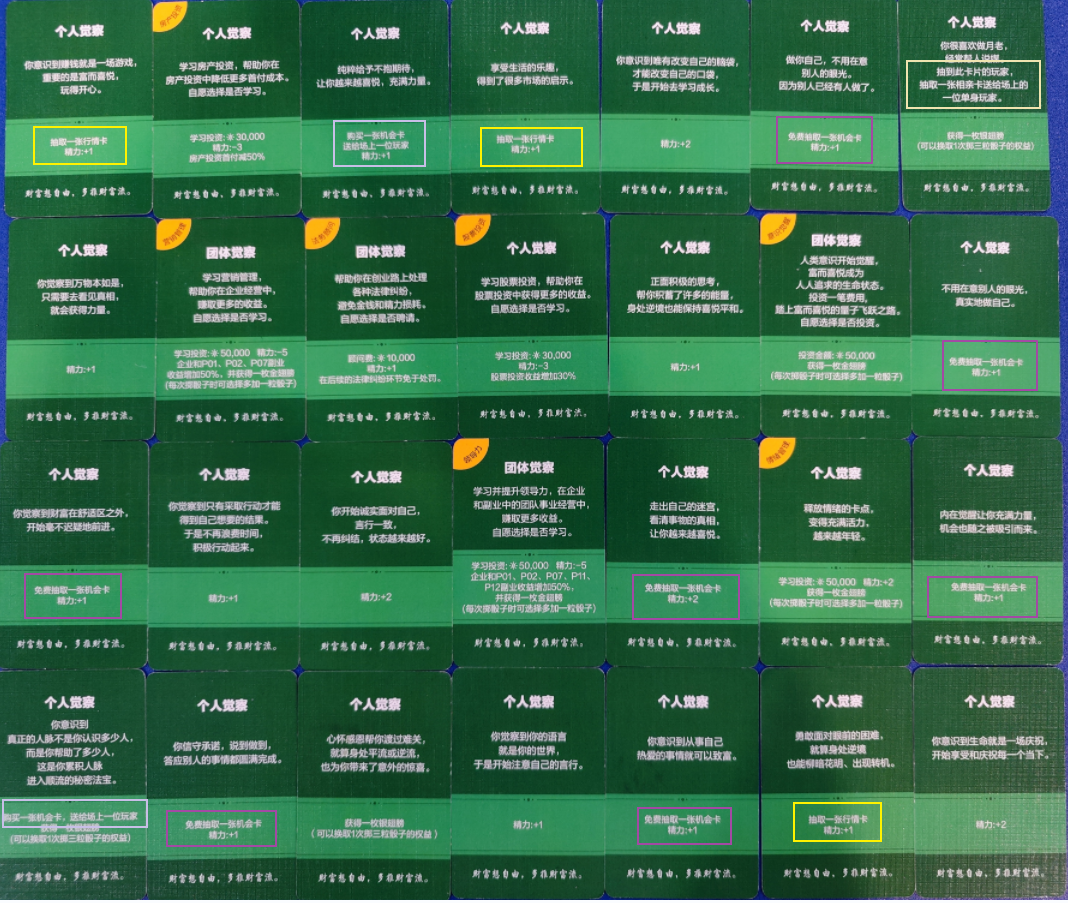 个人觉察
你意识到赚钱就是一场游戏，
重要的是富而喜悦，
玩得开心。
抽取一张行情卡
精力:+1
财富想自由，多靠财富流。
房产投资
个人觉察
学习房产投资，帮助你在
房产投资中降低更多首付成本。
自愿选择是否学习。
学习投资:☀30,000
精力:-3
房产投资首付减50%
财富想自由，多靠财富流。
个人觉察
纯粹给予不抱期待，
让你越来越喜悦，充满力量。
购买一张机会卡
送给场上一位玩家
精力:+1
财富想自由，多靠财富流。
个人觉察
享受生活的乐趣，
得到了很多市场的启示。
抽取一张行情卡
精力:+1
财富想自由，多靠财富流。
个人觉察
你意识到唯有改变自己的脑袋，
才能改变自己的口袋，
于是开始去学习成长。
精力:+2
财富想自由，多靠财富流。
个人觉察
做你自己，不用在意
别人的眼光。
因为别人已经有人做了。
免费抽取一张机会卡
精力:+1
财富想自由，多靠财富流。
个人觉察
你很喜欢做月老，
经常帮人说媒。
抽到此卡片的玩家，
抽取一张相亲卡送给场上的
一位单身玩家。
获得一枚银翅膀
(可以换取1次掷三粒骰子的权益)
财富想自由，多靠财富流。
个人觉察
你觉察到万物本如是，
只需要去看见真相，
就会获得力量。
精力:+1
财富想自由，多靠财富流。
营销管理
团体觉察
学习营销管理，
帮助你在企业经营中，
赚取更多的收益。
自愿选择是否学习。
学习投资:☀50,000 精力:-5
企业和P01、P02、P07副业
收益增加50%，并获得一枚金翅膀
(每次掷骰子时可选择多加一粒骰子)
财富想自由，多靠财富流。
法务顾问
团体觉察
帮助你在创业路上处理
各种法律纠纷，
避免金钱和精力损耗。
自愿选择是否聘请。
顾问费:☀10,000
精力:+1
在后续的法律纠纷环节免于处罚。
财富想自由，多靠财富流。
股票投资
个人觉察
学习股票投资，帮助你在
股票投资中获得更多的收益。
自愿选择是否学习。
学习投资:☀30,000
精力:-3
股票投资收益增加30%
财富想自由，多靠财富流。
个人觉察
正面积极的思考，
帮你积蓄了许多的能量，
身处逆境也能保持喜悦平和。
精力:+1
财富想自由，多靠财富流。
团体觉察
人类意识开始觉醒，
富而喜悦成为
人人追求的生命状态。
投资一笔费用，
踏上富而喜悦的量子飞跃之路。
自愿选择是否投资。
投资金额:☀50,000
获得一枚金翅膀
(每次掷骰子时可选择多加一粒骰子)
财富想自由，多靠财富流。
个人觉察
不用在意别人的眼光，
真实地做自己。
免费抽取一张机会卡
精力:+1
财富想自由，多靠财富流。
个人觉察
你觉察到财富在舒适区之外，
开始毫不迟疑地前进。
免费抽取一张机会卡
精力:+1
财富想自由，多靠财富流。
个人觉察
你觉察到只有采取行动才能
得到自己想要的结果。
于是不再浪费时间，
积极行动起来。
精力:+1
财富想自由，多靠财富流。
个人觉察
你开始诚实面对自己，
言行一致，
不再纠结，状态越来越好。
精力:+2
财富想自由，多靠财富流。
领导力
团体觉察
学习并提升领导力，在企业
和副业中的团队事业经营中，
赚取更多收益。
自愿选择是否学习。
学习投资:☀50,000 精力:-5
企业和P01、P02、P07、P11、
P12副业收益增加50%，
并获得一枚金翅膀
(每次掷骰子时可选择多加一粒骰子)
财富想自由，多靠财富流。
个人觉察
走出自己的迷宫，
看清事物的真相，
让你越来越喜悦。
免费抽取一张机会卡
精力:+2
财富想自由，多靠财富流。
情绪管理
个人觉察
释放情绪的卡点，
变得充满活力，
越来越年轻。
学习投资:☀50,000 精力:+2
获得一枚金翅膀
(每次掷骰子时可选择多加一粒骰子)
财富想自由，多靠财富流。
个人觉察
内在觉醒让你充满力量，
机会也随之被吸引而来。
免费抽取一张机会卡
精力:+1
财富想自由，多靠财富流。
个人觉察
你意识到
真正的人脉不是你认识多少人，
而是你帮助了多少人，
这是你累积人脉
进入顺流的秘密法宝。
购买一张机会卡，送给场上一位玩家
获得一枚银翅膀
(可以换取1次掷三粒骰子的权益)
财富想自由，多靠财富流。
个人觉察
你信守承诺，说到做到，
答应别人的事情都圆满完成。
免费抽取一张机会卡
精力:+1
财富想自由，多靠财富流。
个人觉察
心怀感恩帮你渡过难关，
就算身处平流或逆流，
也为你带来了意外的惊喜。
获得一枚银翅膀
(可以换取1次掷三粒骰子的权益)
财富想自由，多靠财富流。
个人觉察
你觉察到你的语言
就是你的世界，
于是开始注意自己的言行。
精力:+1
财富想自由，多靠财富流。
个人觉察
你意识到从事自己
热爱的事情就可以致富。
免费抽取一张机会卡
精力:+1
财富想自由，多靠财富流。
个人觉察
勇敢面对眼前的困难，
就算身处逆境
也能柳暗花明、出现转机。
抽取一张行情卡
精力:+1
财富想自由，多靠财富流。
个人觉察
你意识到生命就是一场庆祝，
开始享受和庆祝每一个当下。
精力:+2
财富想自由，多靠财富流。